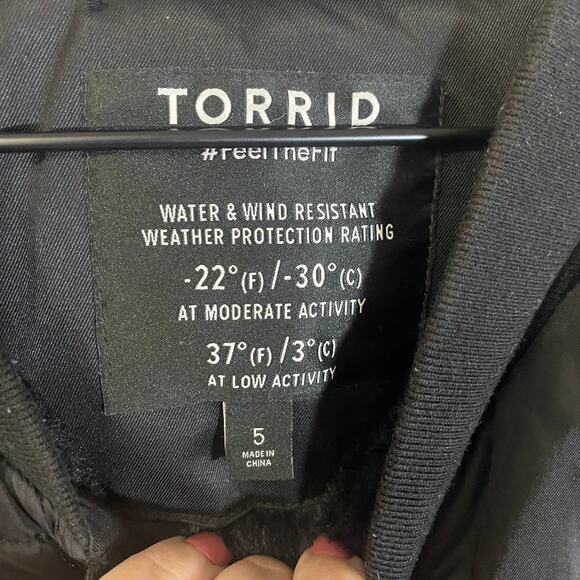 TORRID
#FeelTheFit
WATER & WIND RESISTANT
WEATHER PROTECTION RATING
-22°(F) /-30°(C)
AT MODERATE ACTIVITY
37°(F) /3°(C)
AT LOW ACTIVITY
5
MADE IN
CHINA